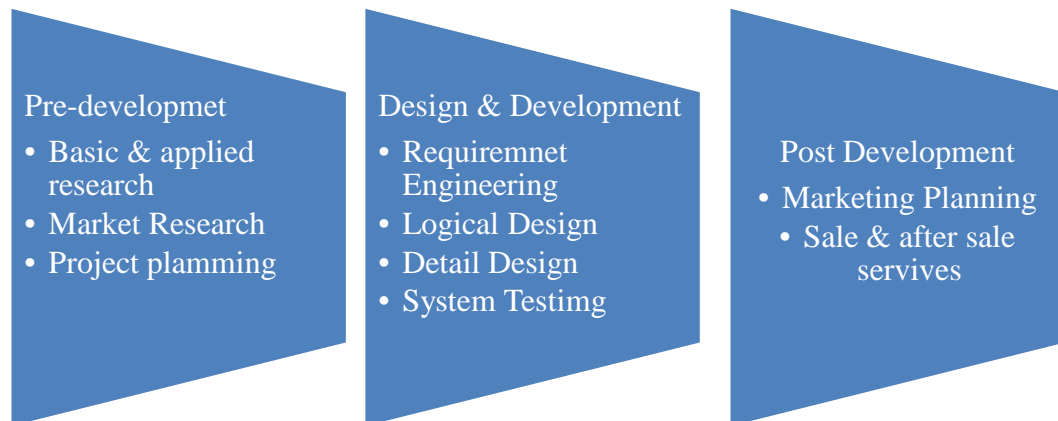 Pre-developmet
• Basic & applied
research
• Market Research
• Project plamming
Design & Development
• Requiremnet
Engineering
• Logical Design
• Detail Design
• System Testimg
Post Development
• Marketing Planning
• Sale & after sale
servives